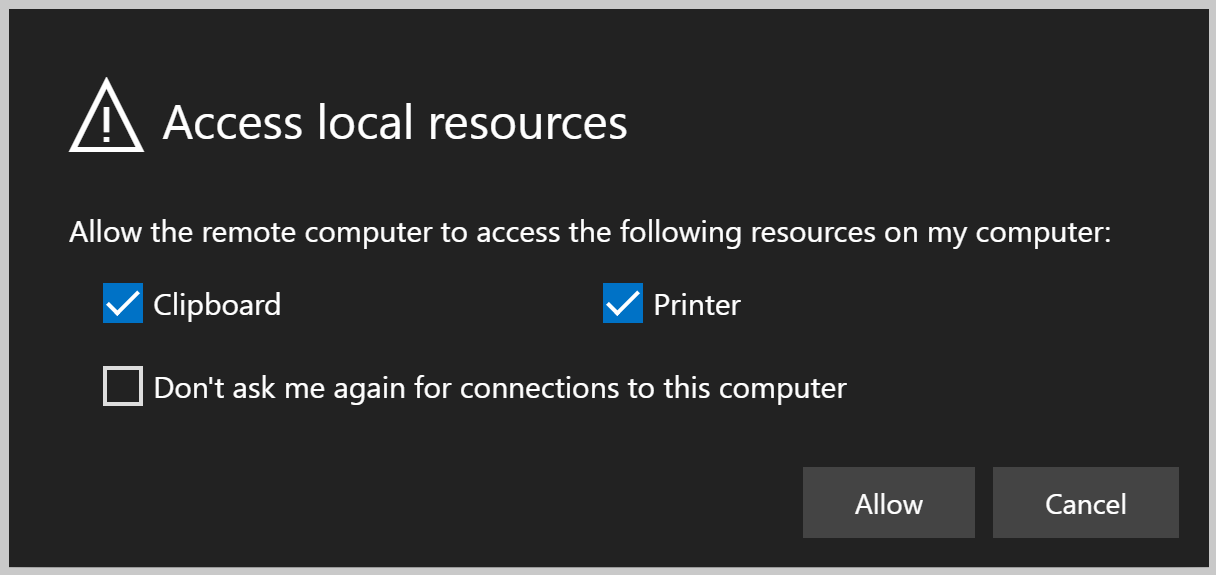 Access local resources
Allow the remote computer to access the following resources on my computer:
Clipboard Printer
Don't ask me again for connections to this computer
Allow Cancel